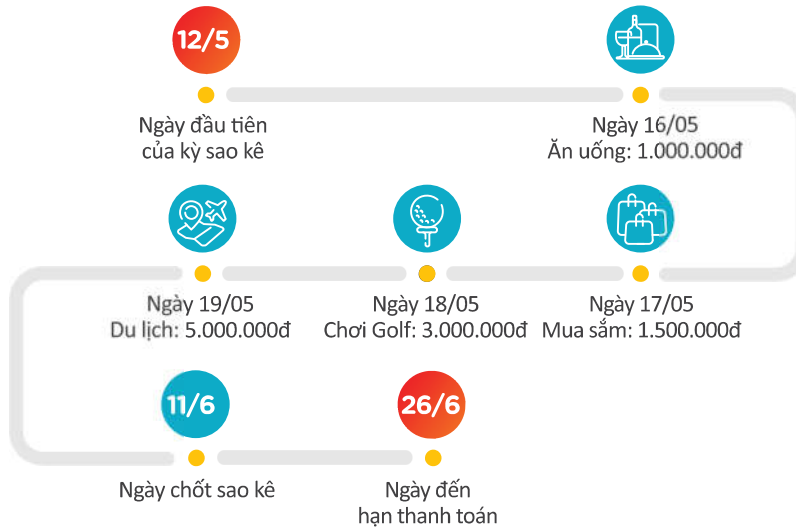 12/5
Ngày đầu tiên
của kỳ sao kê
Ngày 16/05
Ăn uống: 1.000.000đ
Ngày 17/05
Mua sắm: 1.500.000đ
Ngày 18/05
Chơi Golf: 3.000.000đ
Ngày 19/05
Du lịch: 5.000.000đ
11/6
Ngày chốt sao kê
26/6
Ngày đến
hạn thanh toán